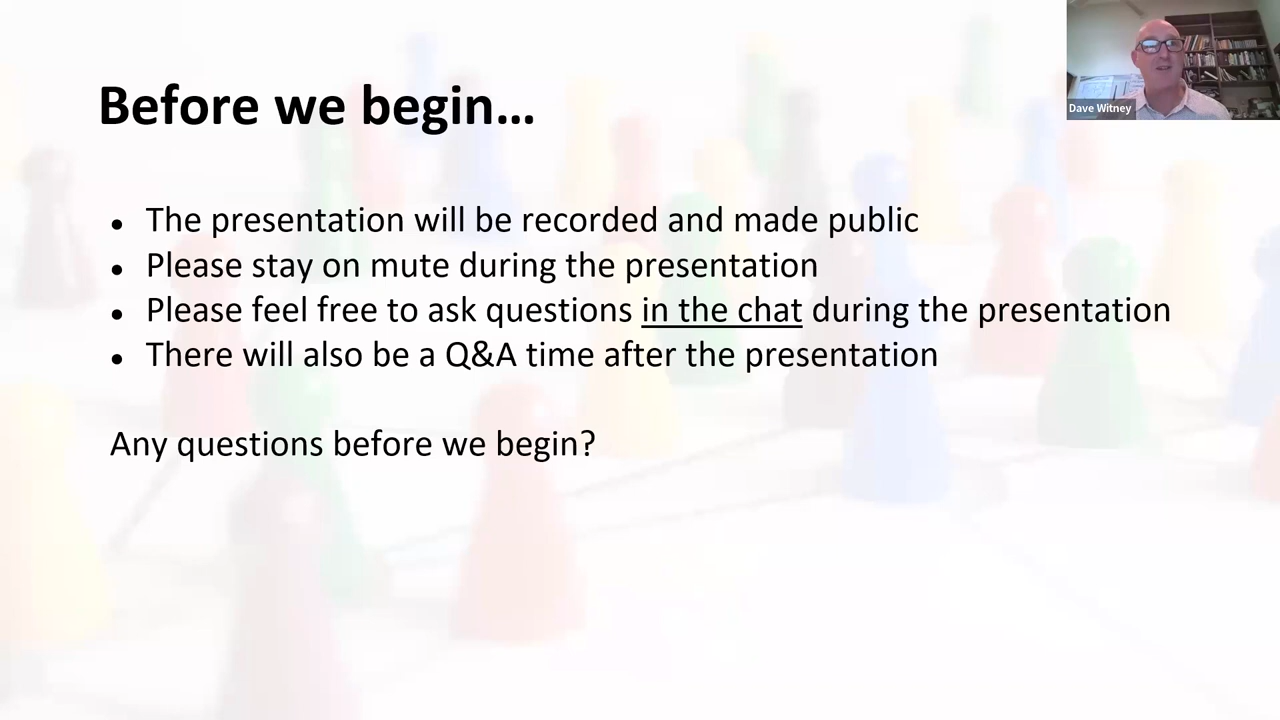 Before we begin…
Dave Witney
• The presentation will be recorded and made public
• Please stay on mute during the presentation
• Please feel free to ask questions in the chat during the presentation
• There will also be a Q&A time after the presentation
Any questions before we begin?